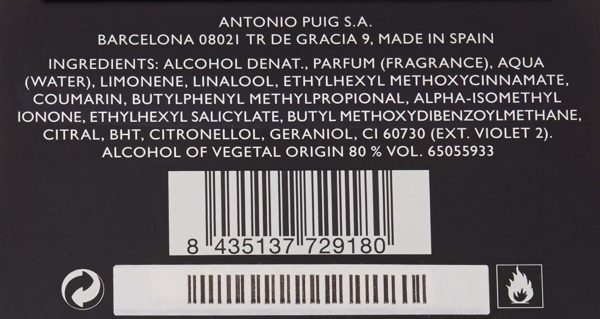 ANTONIO PUIG S.A.
BARCELONA 08021 TR DE GRACIA 9, MADE IN SPAIN
INGREDIENTS: ALCOHOL DENAT., PARFUM (FRAGRANCE), AQUA
(WATER), LIMONENE, LINALOOL, ETHYLHEXYL METHOXYCINNAMATE,
COUMARIN, BUTYLPHENYL METHYLPROPIONAL, ALPHA-ISOMETHYL
IONONE, ETHYLHEXYL SALICYLATE, BUTYL METHOXYDIBENZOYLMETHANE,
CITRAL, BHT, CITRONELLOL, GERANIOL, CI 60730 (EXT. VIOLET 2).
ALCOHOL OF VEGETAL ORIGIN 80 % VOL. 65055933
8 435137 729180